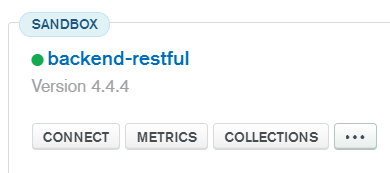 SANDBOX
backend-restful
Version 4.4.4
CONNECT METRICS COLLECTIONS ...